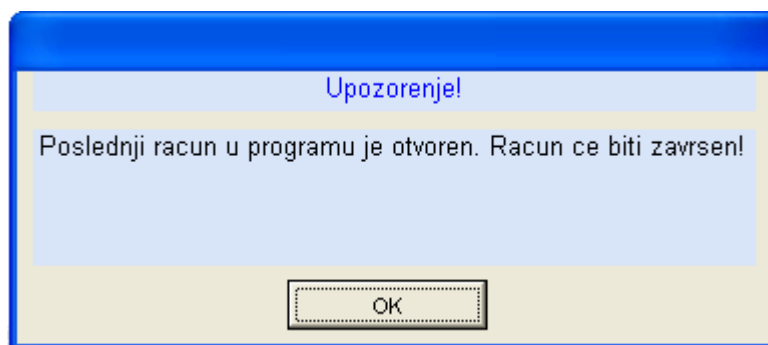 Upozorenje!
Poslednji racun u programu je otvoren. Racun ce biti zavrsen!
OK